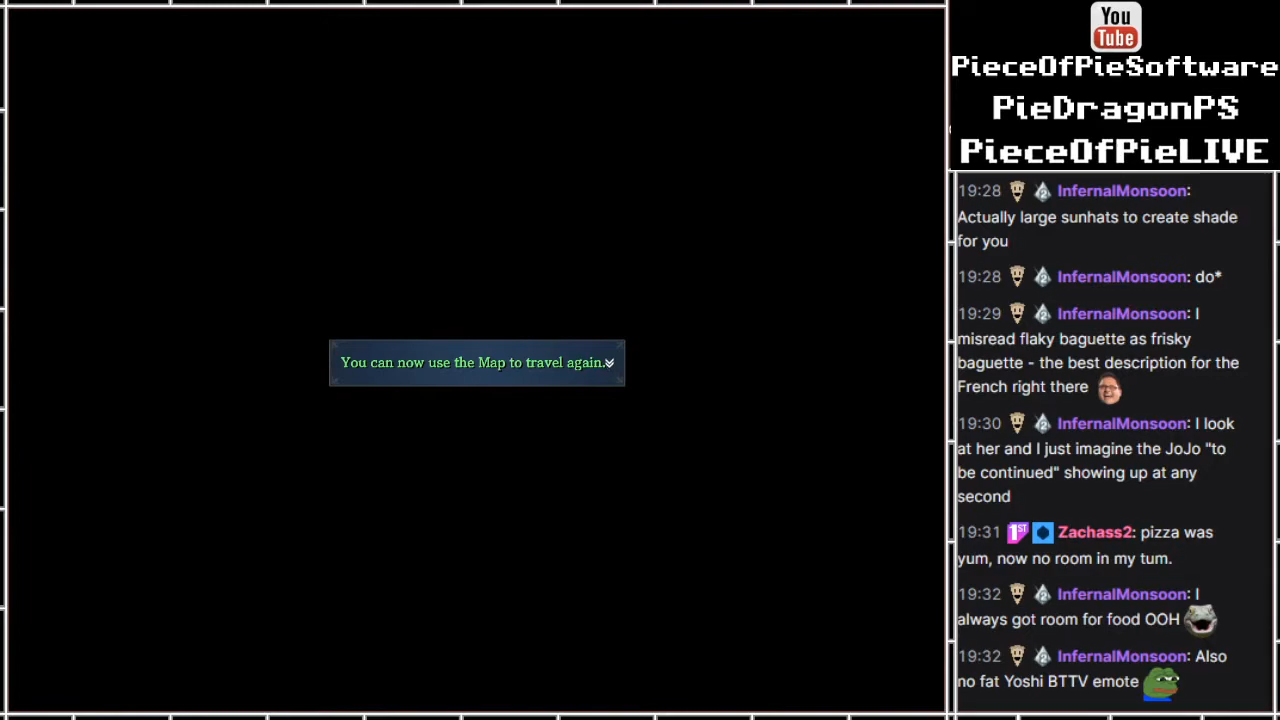 You can now use the Map to travel again.
You
Tube
PieceOfPieSoftware
PieDragonPS
PieceOfPieLIVE
19:28 InfernalMonsoon:
Actually large sunhats to create shade
for you
19:28 InfernalMonsoon: do*
19:29 InfernalMonsoon: I
misread flaky baguette as frisky
baguette - the best description for the
French right there
19:30 InfernalMonsoon: I look
at her and I just imagine the JoJo "to
be continued" showing up at any
second
19:31 1ST Zachass2: pizza was
yum, now no room in my tum.
19:32 InfernalMonsoon: I
always got room for food OOH
19:32 InfernalMonsoon: Also
no fat Yoshi BTTV emote